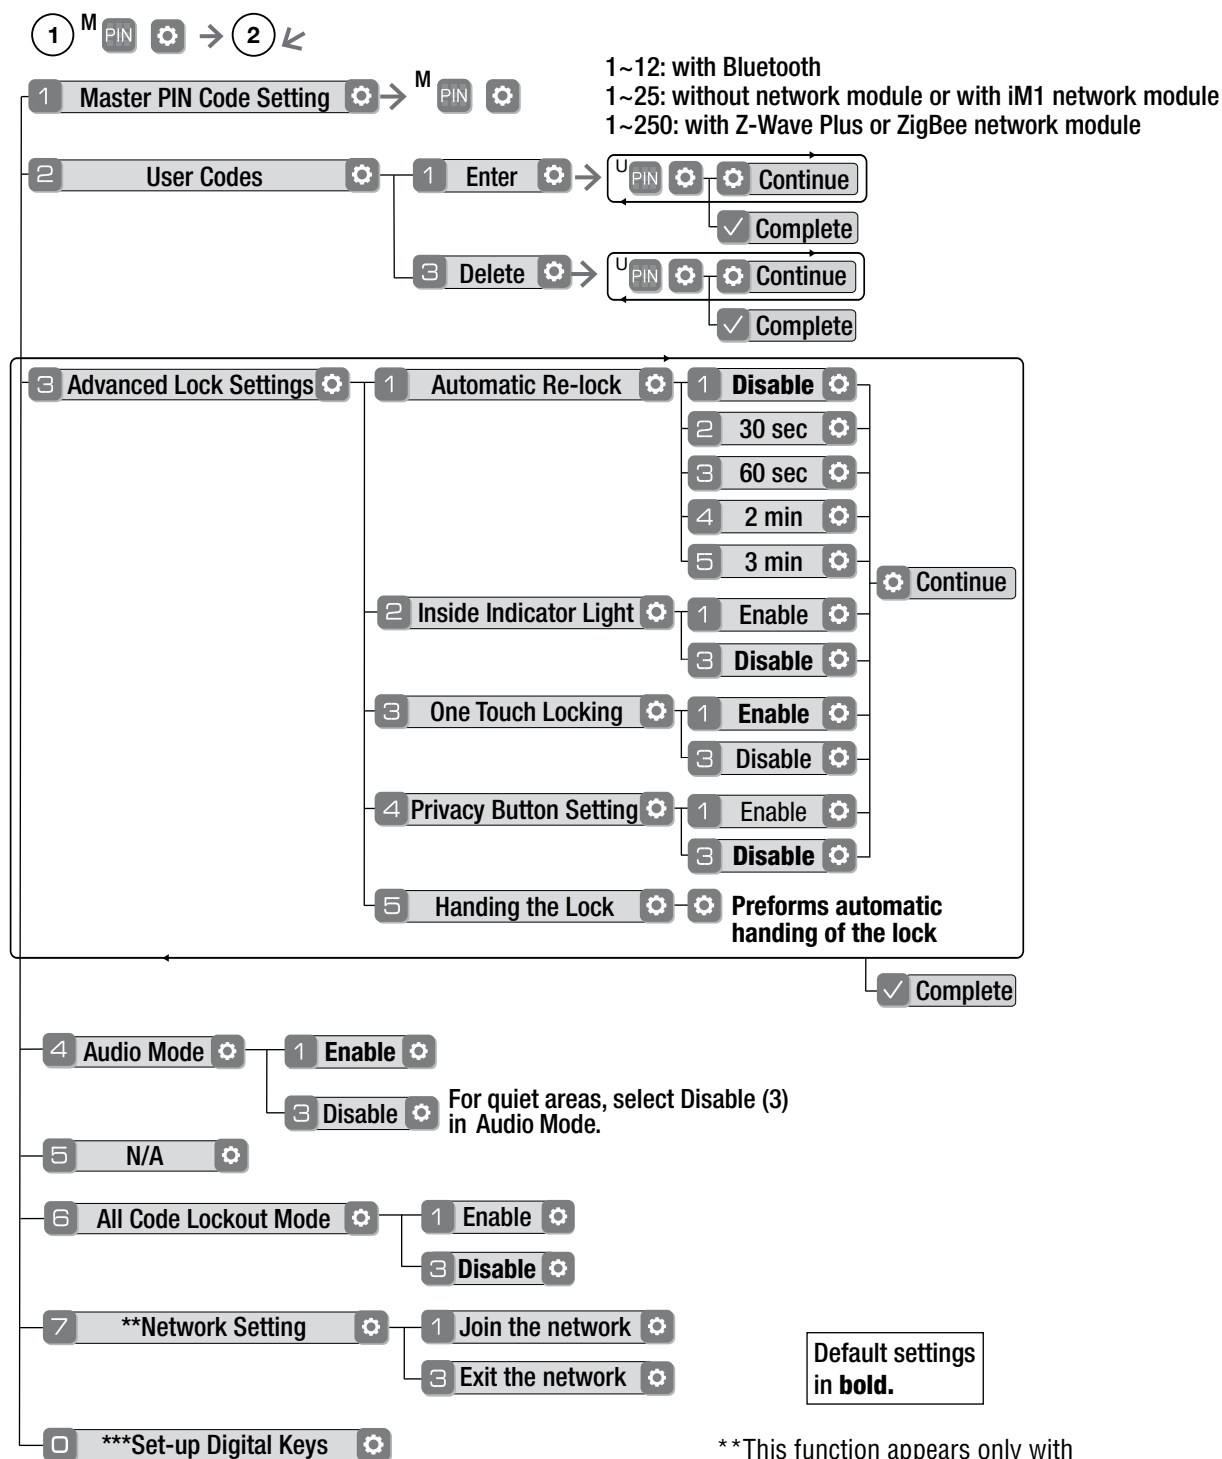 1 M PIN → 2
1~12: with Bluetooth
1~25: without network module or with iM1 network module
1~250: with Z-Wave Plus or ZigBee network module
1 Master PIN Code Setting → M PIN
2 User Codes
1 Enter → U PIN Continue
Complete
3 Delete → U PIN Continue
Complete
3 Advanced Lock Settings
1 Automatic Re-lock
1 Disable
2 30 sec
3 60 sec
4 2 min
5 3 min
Continue
2 Inside Indicator Light
1 Enable
3 Disable
3 One Touch Locking
1 Enable
3 Disable
4 Privacy Button Setting
1 Enable
3 Disable
5 Handing the Lock
Preforms automatic
handing of the lock
Complete
4 Audio Mode
1 Enable
3 Disable
For quiet areas, select Disable (3)
in Audio Mode.
5 N/A
6 All Code Lockout Mode
1 Enable
3 Disable
7 **Network Setting
1 Join the network
3 Exit the network
Default settings
in bold.
0 ***Set-up Digital Keys
**This function appears only with